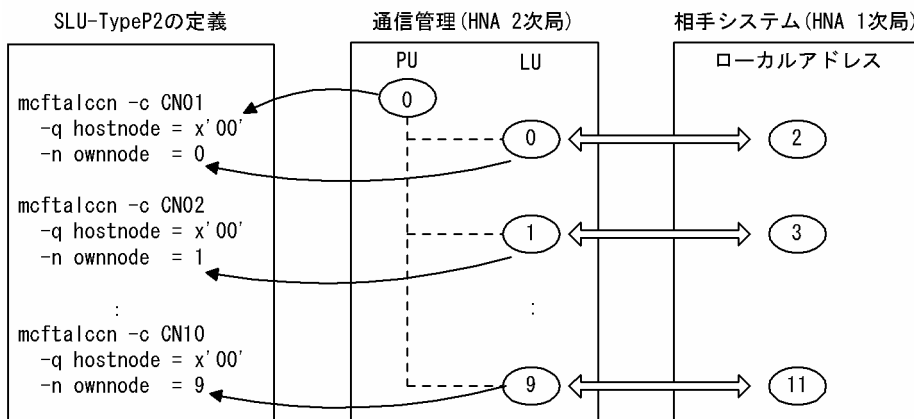 SLU-TypeP2の定義
mcftalccn -c CN01
-q hostnode = x'00'
-n ownnode = 0
mcftalccn -c CN02
-q hostnode = x'00'
-n ownnode = 1
:
mcftalccn -c CN10
-q hostnode = x'00'
-n ownnode = 9
通信管理(HNA 2次局)
PU LU
0
0
1
:
9
相手システム(HNA 1次局)
ローカルアドレス
2
3
11